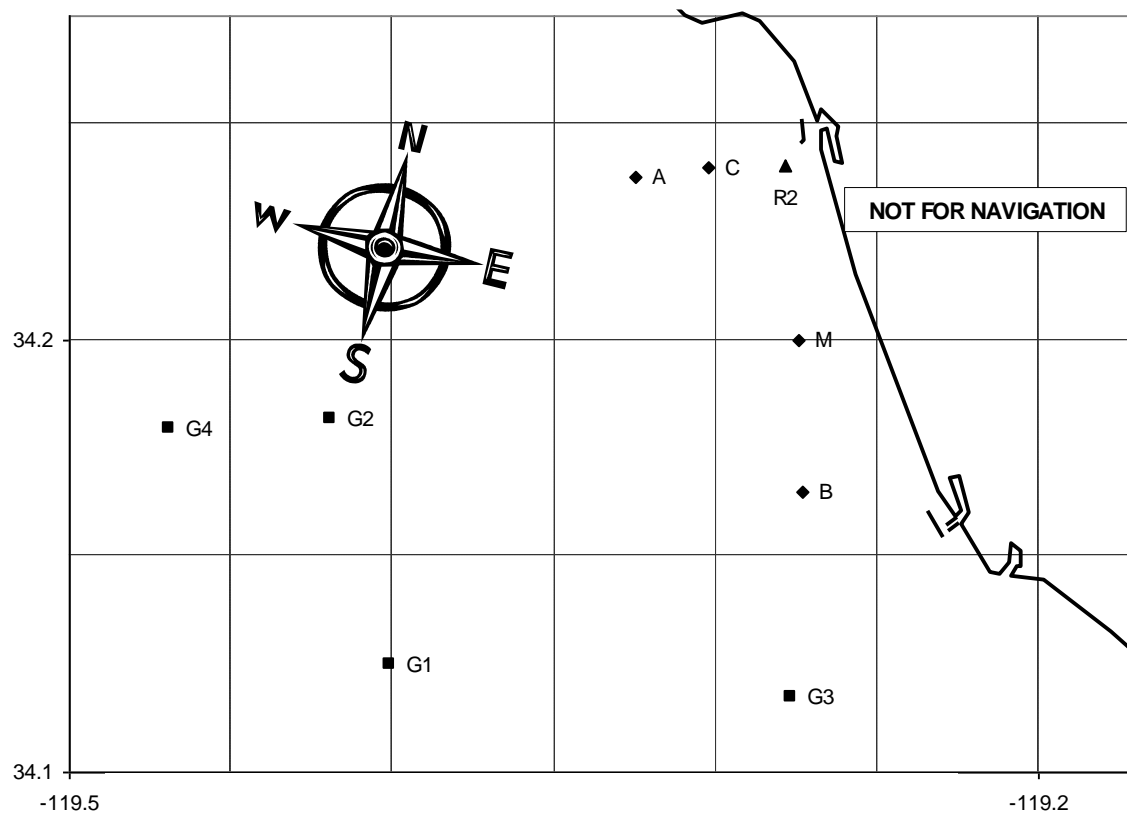 N
A
C
R2
W
NOT FOR NAVIGATION
E
34.2
M
S
G2
G4
B
G1
G3
34.1
-119.5
-119.2